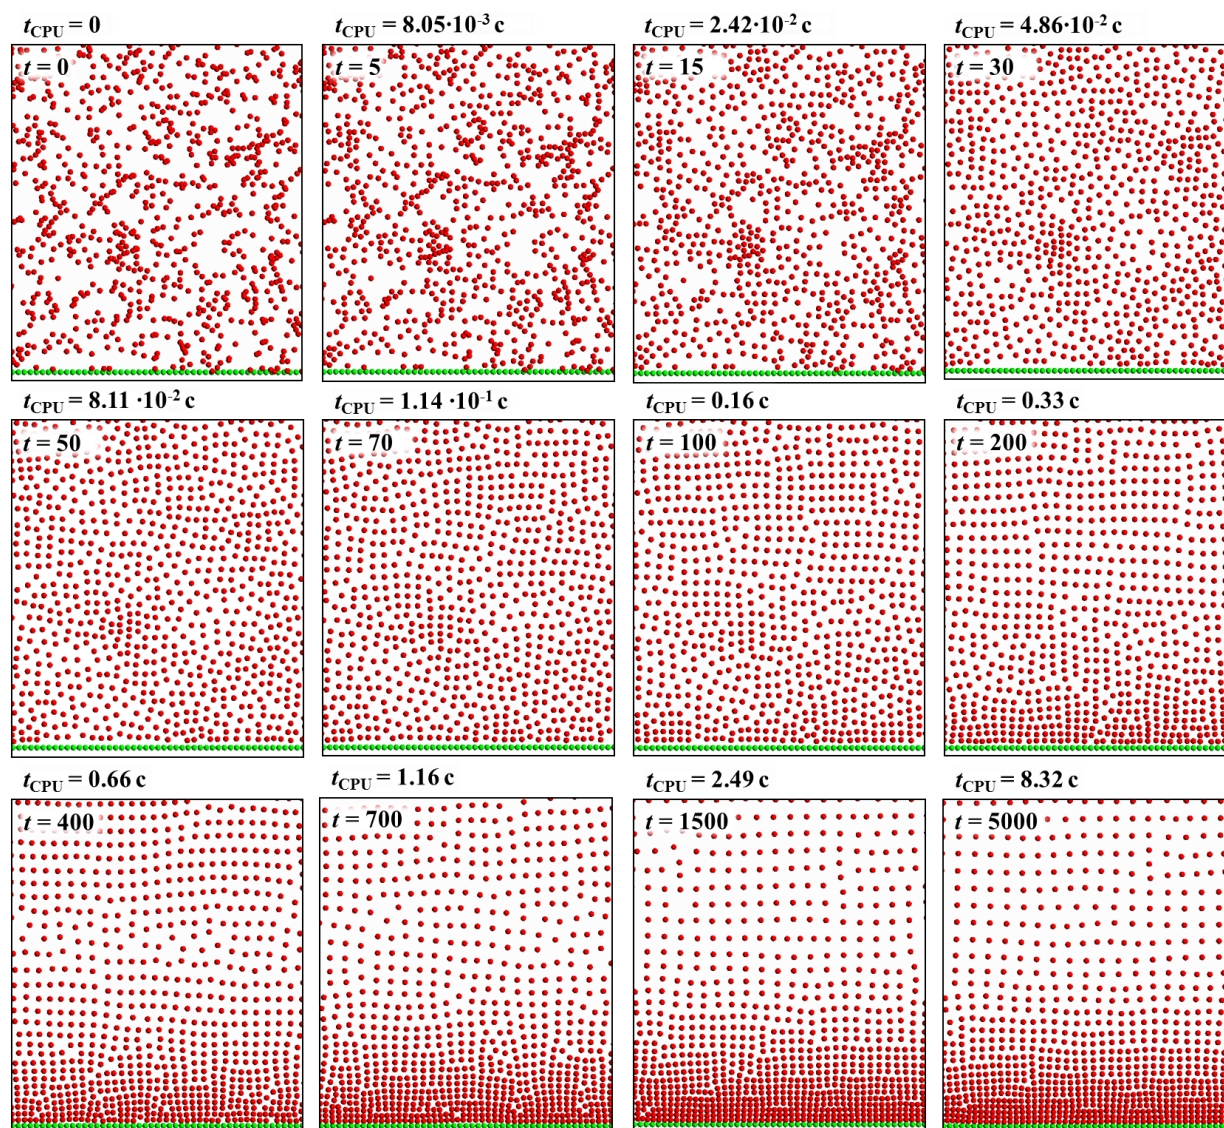 t_CPU = 0
t_CPU = 8.05·10⁻³ c
t_CPU = 2.42·10⁻² c
t_CPU = 4.86·10⁻² c
t = 0
t = 5
t = 15
t = 30
t_CPU = 8.11 ·10⁻² c
t_CPU = 1.14 ·10⁻¹ c
t_CPU = 0.16 c
t_CPU = 0.33 c
t = 50
t = 70
t = 100
t = 200
t_CPU = 0.66 c
t_CPU = 1.16 c
t_CPU = 2.49 c
t_CPU = 8.32 c
t = 400
t = 700
t = 1500
t = 5000